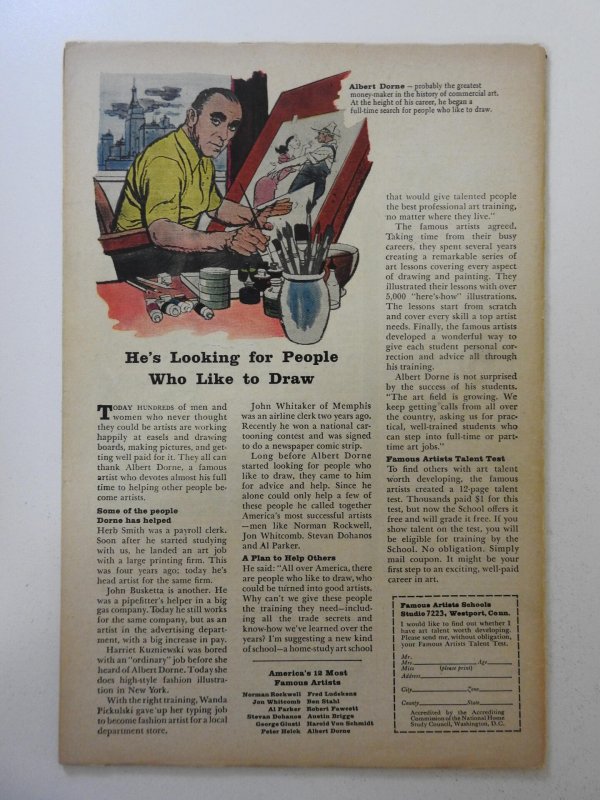 Albert Dorne — probably the greatest
money-maker in the history of commercial art.
At the height of his career, he began a
full-time search for people who like to draw.
He's Looking for People
Who Like to Draw
TODAY HUNDREDS of men and
women who never thought
they could be artists are working
happily at easels and drawing
boards, making pictures, and get-
ting well paid for it. They all can
thank Albert Dorne, a famous
artist who devotes almost his full
time to helping other people be-
come artists.
Some of the people
Dorne has helped
Herb Smith was a payroll clerk.
Soon after he started studying
with us, he landed an art job
with a large printing firm. This
was four years ago; today he's
head artist for the same firm.
John Busketta is another. He
was a pipefitter's helper in a big
gas company. Today he still works
for the same company, but as an
artist in the advertising depart-
ment, with a big increase in pay.
Harriet Kuzniewski was bored
with an "ordinary" job before she
heard of Albert Dorne. Today she
does high-style fashion illustra-
tion in New York.
With the right training, Wanda
Pickulski gave up her typing job
to become fashion artist for a local
department store.
John Whitaker of Memphis
was an airline clerk two years ago.
Recently he won a national car-
tooning contest and was signed
to do a newspaper comic strip.
Long before Albert Dorne
started looking for people who
like to draw, they came to him
for advice and help. Since he
alone could only help a few of
these people he called together
America's most successful artists
—men like Norman Rockwell,
Jon Whitcomb, Stevan Dohanos
and Al Parker.
A Plan to Help Others
He said: "All over America, there
are people who like to draw, who
could be turned into good artists.
Why can't we give these people
the training they need—includ-
ing all the trade secrets and
know-how we've learned over the
years? I'm suggesting a new kind
of school—a home-study art school
America's 12 Most
Famous Artists
Norman Rockwell Fred Ludekens
Jon Whitcomb Ben Stahl
Al Parker Robert Fawcett
Stevan Dohanos Austin Briggs
George Giusti Harold Von Schmidt
Peter Helck Albert Dorne
that would give talented people
the best professional art training,
no matter where they live."
The famous artists agreed.
Taking time from their busy
careers, they spent several years
creating a remarkable series of
art lessons covering every aspect
of drawing and painting. They
illustrated their lessons with over
5,000 "here's-how" illustrations.
The lessons start from scratch
and cover every skill a top artist
needs. Finally, the famous artists
developed a wonderful way to
give each student personal cor-
rection and advice all through
his training.
Albert Dorne is not surprised
by the success of his students.
"The art field is growing. We
keep getting calls from all over
the country, asking us for prac-
tical, well-trained students who
can step into full-time or part-
time art jobs."
Famous Artists Talent Test
To find others with art talent
worth developing, the famous
artists created a 12-page talent
test. Thousands paid $1 for this
test, but now the School offers it
free and will grade it free. If you
show talent on the test, you will
be eligible for training by the
School. No obligation. Simply
mail coupon. It might be your
first step to an exciting, well-paid
career in art.
Famous Artists Schools
Studio 7223, Westport, Conn.
I would like to find out whether I
have art talent worth developing.
Please send me, without obligation,
your Famous Artists Talent Test.
Mr.
Mrs. Age
Miss (please print)
Address
City Zone
County State
Accredited by the Accrediting
Commission of the National Home
Study Council, Washington, D.C.